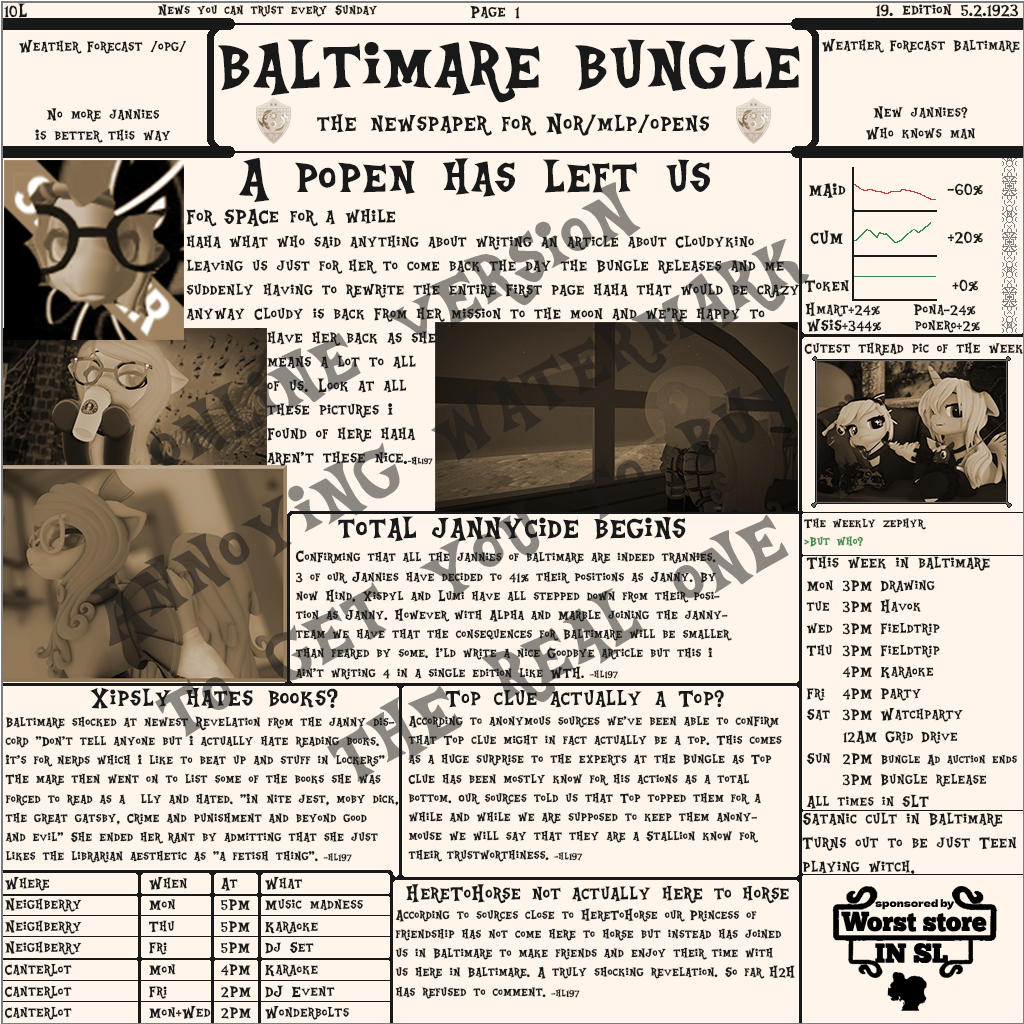 10L
News you can trust every Sunday
Page 1
19. Edition 5.2.1923
Weather Forecast /opg/
No more jannies
is better this way
Baltimare Bungle
The newspaper for Nor/mlp/opens
Weather Forecast Baltimare
New Jannies?
Who knows man
A popen has left us
For SPACE for a while
Haha what who said anything about writing an article about Cloudykino
leaving us just for her to come back the day the Bungle releases and me
suddenly having to rewrite the entire first page haha that would be crazy
anyway Cloudy is back from her mission to the moon and we're happy to
have her back as she
means a lot to all
of us. Look at all
these pictures i
found of here haha
aren't these nice.-HL197
MAiD -60%
CUM +20%
Token +0%
Hmart+24% Pona-24%
WSiS+344% Ponero+2%
Cutest thread pic of the week
The weekly zephyr
>But who?
This week in Baltimare
Mon 3PM Drawing
Tue 3PM Havok
Wed 3PM Fieldtrip
Thu 3PM Fieldtrip
4PM Karaoke
Fri 4PM Party
Sat 3PM Watchparty
12AM Grid Drive
Sun 2PM Bungle ad auction ends
3PM Bungle release
All times in SLT
Satanic cult in Baltimare
Turns out to be just Teen
playing witch.
sponsored by
Worst store
IN SL
Total Jannycide begins
Confirming that all the jannies of Baltimare are indeed trannies.
3 of our Jannies have decided to 41% their positions as Janny. By
now Hind, Xispyl and Lumi have all stepped down from their posi-
tion as Janny. However with Alpha and Marble joining the janny-
team we have that the consequences for Baltimare will be smaller
than feared by some. I'ld write a nice Goodbye article but this i
ain't writing 4 in a single edition like WTH. -HL197
Xipsly hates books?
Baltimare shocked at newest Revelation from the janny dis-
cord "Don't tell anyone but i actually hate reading books.
it's for nerds which i like to beat up and stuff in lockers"
The mare then went on to list some of the books she was
forced to read as a lly and hated. "In Nite Jest, Moby Dick,
The Great Gatsby, Crime and Punishment and Beyond Good
and Evil" She ended her rant by admitting that she just
likes the librarian aesthetic as "a fetish thing". -HL197
Top clue actually a Top?
According to anonymous sources we've been able to confirm
that Top clue might in fact actually be a top. This comes
as a huge surprise to the experts at the Bungle as Top
Clue has been mostly know for his actions as a total
bottom. our sources told us that Top topped them for a
while and while we are supposed to keep them anony-
mouse we will say that they are a Stallion know for
their trustworthiness. -HL197
Where When At What
Neighberry Mon 5PM Music madness
Neighberry Thu 5PM Karaoke
Neighberry Fri 5PM DJ Set
Canterlot Mon 4PM Karaoke
Canterlot Fri 2PM DJ Event
Canterlot Mon+Wed 2PM Wonderbolts
HereToHorse not actually here to horse
According to sources close to HereToHorse our Princess of
friendship has not come here to horse but instead has joined
us in Baltimare to make friends and enjoy their time with
us here in Baltimare. A truly shocking revelation. So far H2H
has refused to comment. -HL197
ONLINE VERSION
ANNOYING WATERMARK
TO GET YOU TO BUY
THE REAL ONE